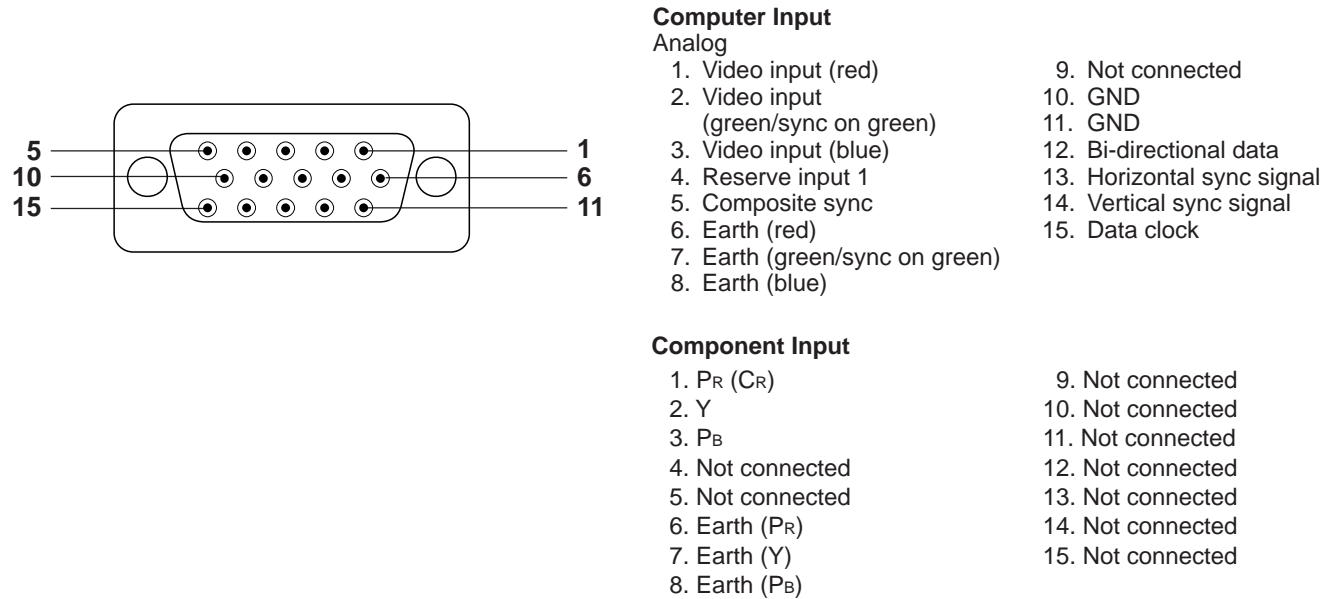 5
10
15
1
6
11
Computer Input
Analog
1. Video input (red)
2. Video input
(green/sync on green)
3. Video input (blue)
4. Reserve input 1
5. Composite sync
6. Earth (red)
7. Earth (green/sync on green)
8. Earth (blue)
9. Not connected
10. GND
11. GND
12. Bi-directional data
13. Horizontal sync signal
14. Vertical sync signal
15. Data clock
Component Input
1. PR (CR)
2. Y
3. PB
4. Not connected
5. Not connected
6. Earth (PR)
7. Earth (Y)
8. Earth (PB)
9. Not connected
10. Not connected
11. Not connected
12. Not connected
13. Not connected
14. Not connected
15. Not connected